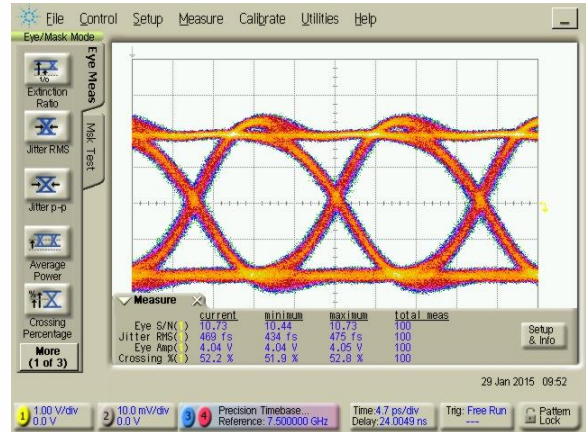 File Control Setup Measure Calibrate Utilities Help
Eye/Mask Mode
Eye Meas
Msk Test
Extinction
Ratio
Jitter RMS
Jitter p-p
Average
Power
Crossing
Percentage
More
(1 of 3)
Measure
current minimum maximum total meas
Eye S/N( ) 10.73 10.44 10.73 100
Jitter RMS( ) 469 fs 434 fs 475 fs 100
Eye Amp( ) 4.04 V 4.04 V 4.05 V 100
Crossing %( ) 52.2 % 51.9 % 52.8 % 100
Setup
& Info
29 Jan 2015 09:52
1 1.00 V/div
0.0 V
2 10.0 mV/div
0.0 V
3 4 Precision Timebase...
Reference: 7.500000 GHz
Time:4.7 ps/div
Delay:24.0049 ns
Trig: Free Run
---
Pattern
Lock